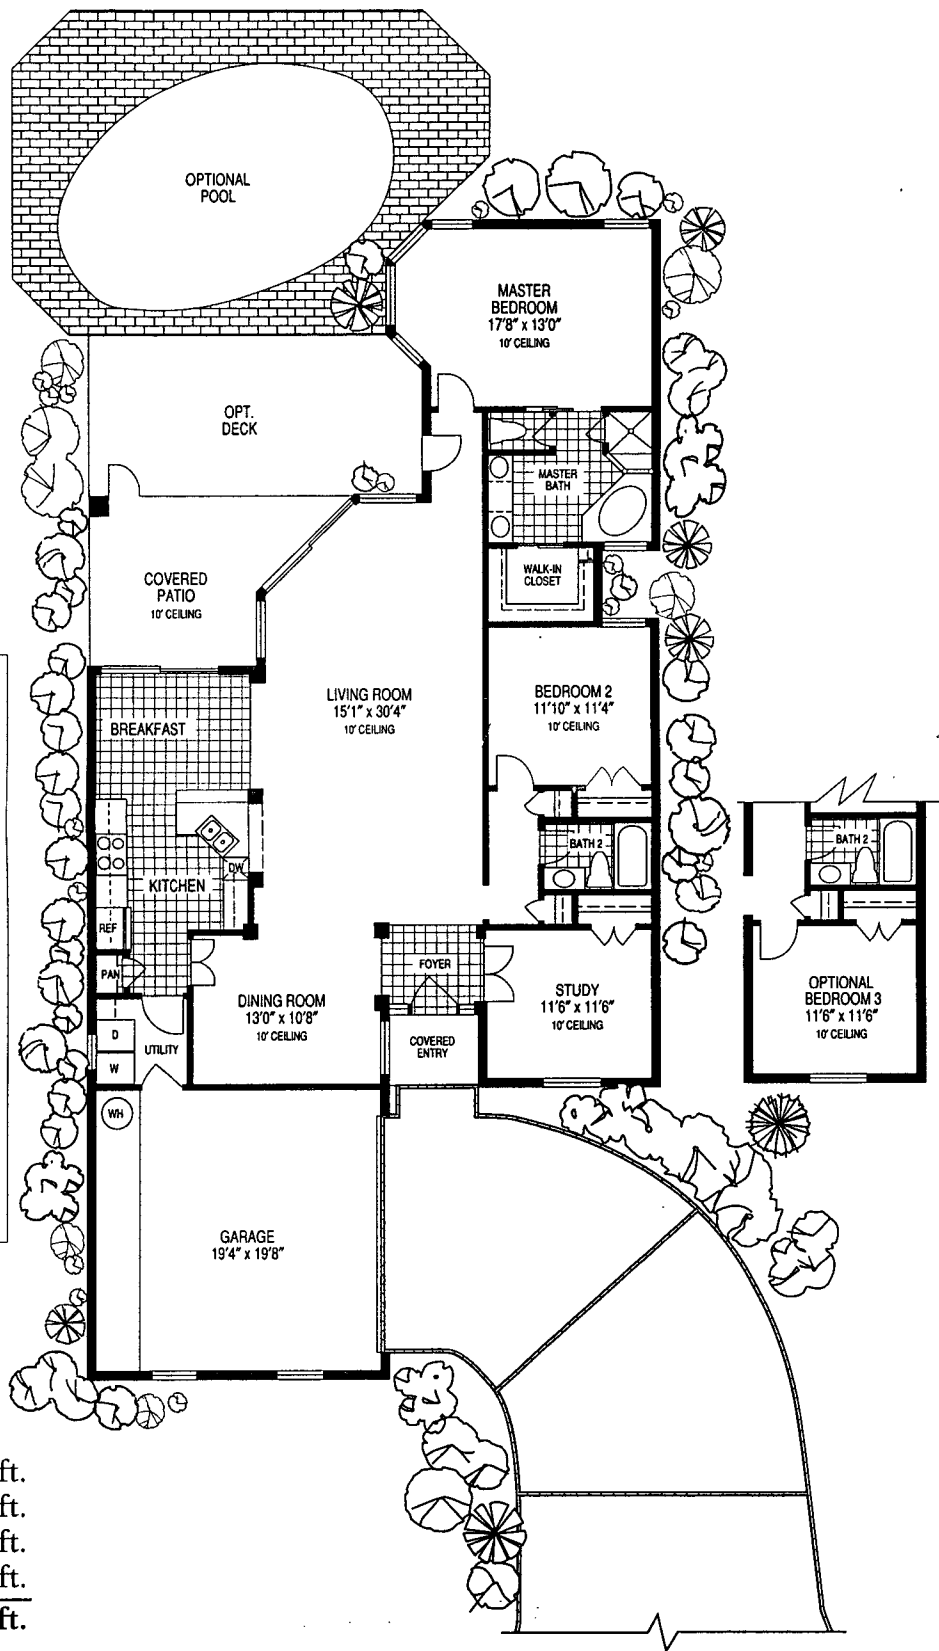 OPTIONAL
POOL
MASTER
BEDROOM
17'8" x 13'0"
10' CEILING
OPT.
DECK
MASTER
BATH
WALK-IN
CLOSET
COVERED
PATIO
10' CEILING
LIVING ROOM
15'1" x 30'4"
10' CEILING
BEDROOM 2
11'10" x 11'4"
10' CEILING
BREAKFAST
BATH 2
DW
KITCHEN
REF
PAN
FOYER
DINING ROOM
13'0" x 10'8"
10' CEILING
STUDY
11'6" x 11'6"
10' CEILING
COVERED
ENTRY
D
W
UTILITY
WH
GARAGE
19'4" x 19'8"
BATH 2
OPTIONAL
BEDROOM 3
11'6" x 11'6"
10' CEILING
ft.
ft.
ft.
ft.
ft.